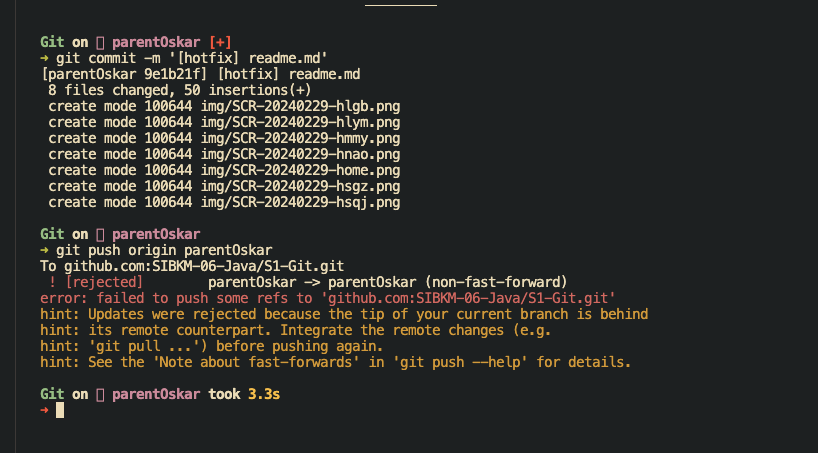 Git on parentOskar [+]
➜ git commit -m '[hotfix] readme.md'
[parentOskar 9e1b21f] [hotfix] readme.md
8 files changed, 50 insertions(+)
create mode 100644 img/SCR-20240229-hlgb.png
create mode 100644 img/SCR-20240229-hlym.png
create mode 100644 img/SCR-20240229-hmmy.png
create mode 100644 img/SCR-20240229-hnao.png
create mode 100644 img/SCR-20240229-home.png
create mode 100644 img/SCR-20240229-hsgz.png
create mode 100644 img/SCR-20240229-hsqj.png
Git on parentOskar
➜ git push origin parentOskar
To github.com:SIBKM-06-Java/S1-Git.git
! [rejected] parentOskar -> parentOskar (non-fast-forward)
error: failed to push some refs to 'github.com:SIBKM-06-Java/S1-Git.git'
hint: Updates were rejected because the tip of your current branch is behind
hint: its remote counterpart. Integrate the remote changes (e.g.
hint: 'git pull ...') before pushing again.
hint: See the 'Note about fast-forwards' in 'git push --help' for details.
Git on parentOskar took 3.3s
➜